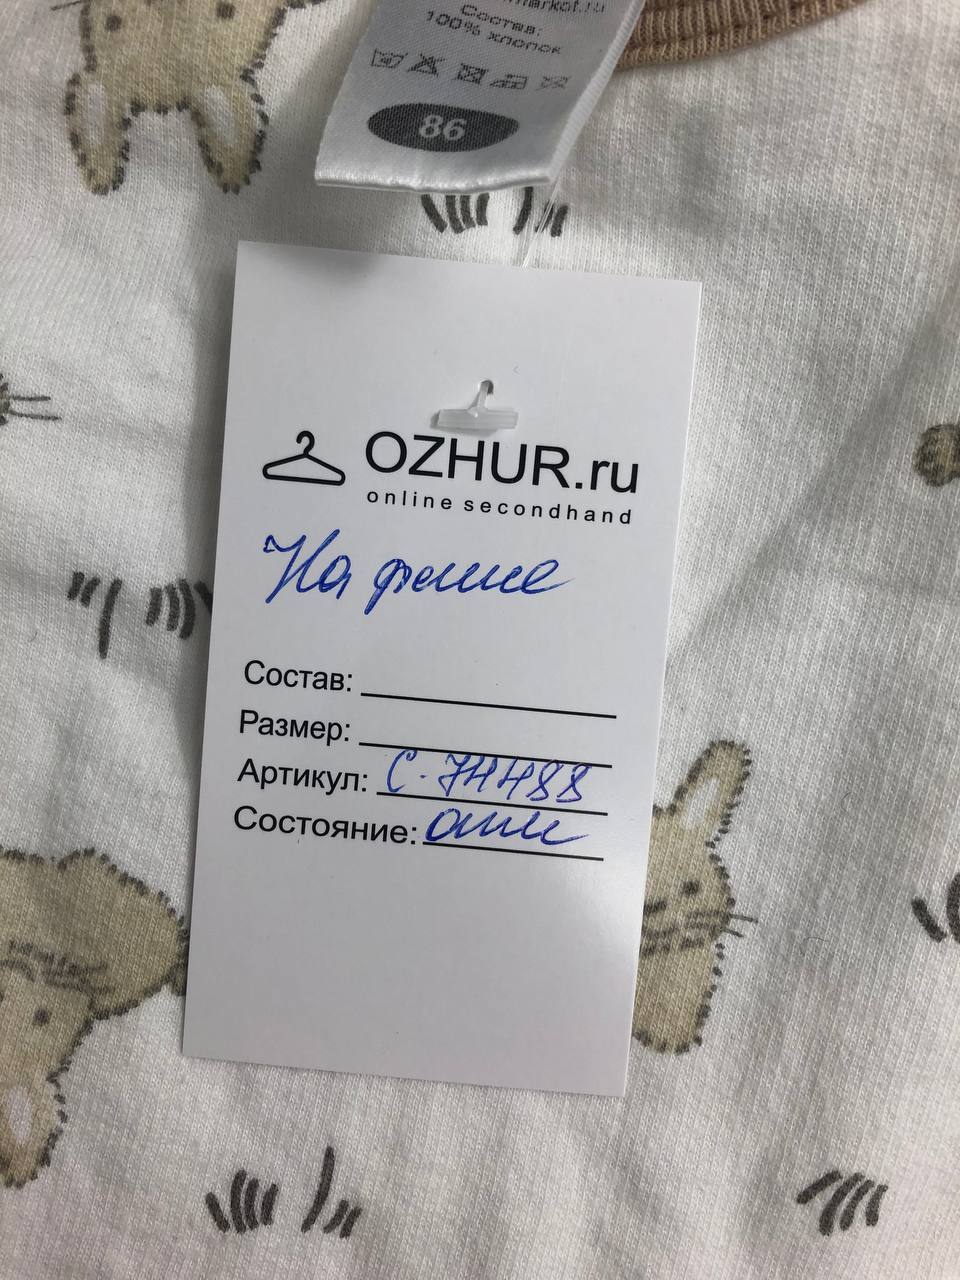 Состав:
100% хлопок
86
OZHUR.ru
online secondhand
На фото
Состав:
Размер:
Артикул: С-74488
Состояние: отл